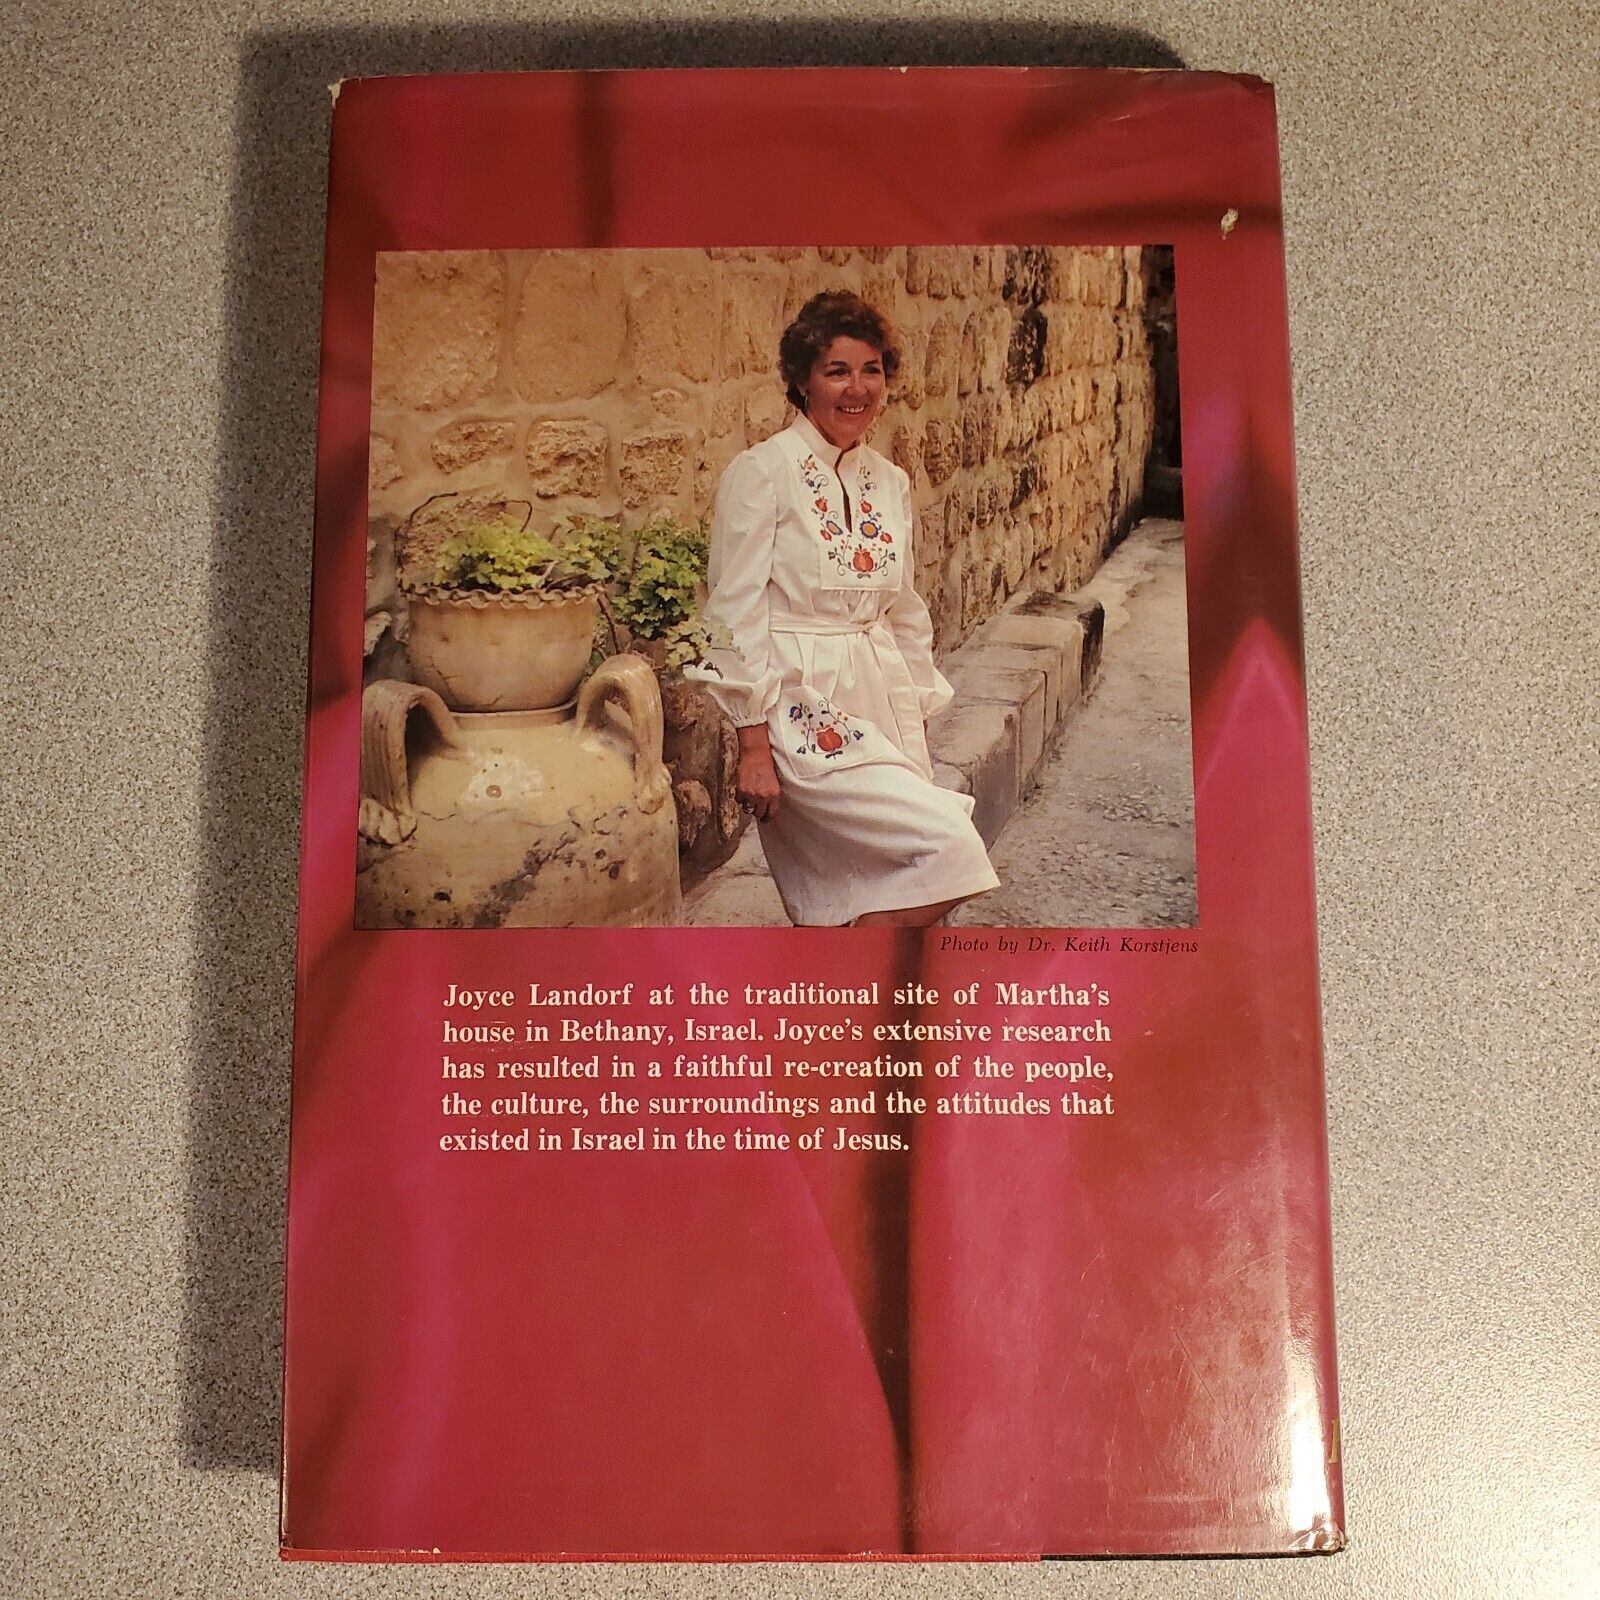 Photo by Dr. Keith Korstjens
Joyce Landorf at the traditional site of Martha's
house in Bethany, Israel. Joyce's extensive research
has resulted in a faithful re-creation of the people,
the culture, the surroundings and the attitudes that
existed in Israel in the time of Jesus.